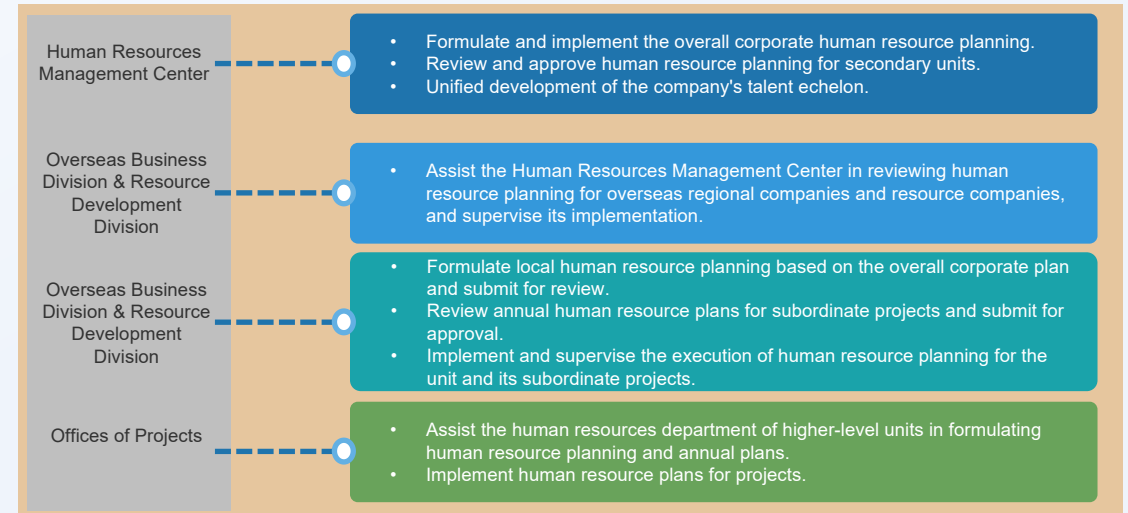 Human Resources
Management Center
• Formulate and implement the overall corporate human resource planning.
• Review and approve human resource planning for secondary units.
• Unified development of the company's talent echelon.
Overseas Business
Division & Resource
Development
Division
• Assist the Human Resources Management Center in reviewing human
resource planning for overseas regional companies and resource companies,
and supervise its implementation.
Overseas Business
Division & Resource
Development
Division
• Formulate local human resource planning based on the overall corporate plan
and submit for review.
• Review annual human resource plans for subordinate projects and submit for
approval.
• Implement and supervise the execution of human resource planning for the
unit and its subordinate projects.
Offices of Projects
• Assist the human resources department of higher-level units in formulating
human resource planning and annual plans.
• Implement human resource plans for projects.